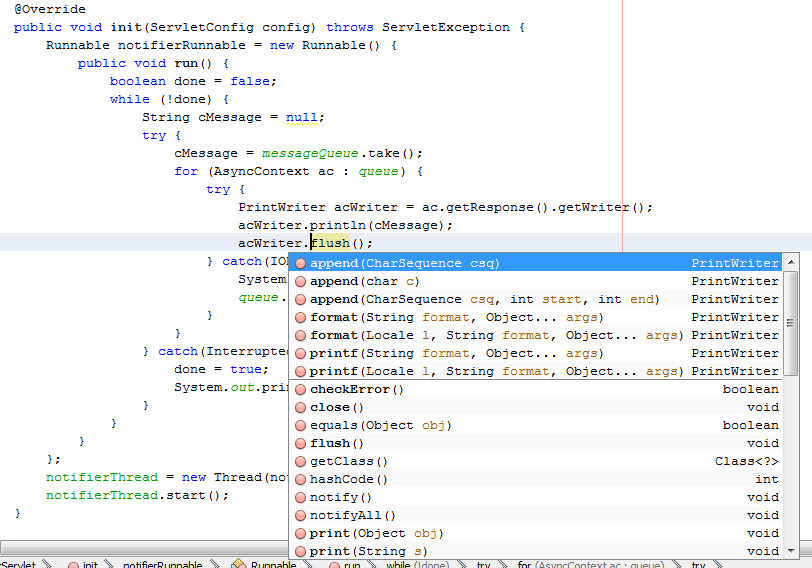 @Override
public void init(ServletConfig config) throws ServletException {
Runnable notifierRunnable = new Runnable() {
public void run() {
boolean done = false;
while (!done) {
String cMessage = null;
try {
cMessage = messageQueue.take();
for (AsyncContext ac : queue) {
try {
PrintWriter acWriter = ac.getResponse().getWriter();
acWriter.println(cMessage);
acWriter.flush();
} catch(IO
System
queue.
}
}
} catch(Interrupte
done = true;
System.out.pri
}
}
}
};
notifierThread = new Thread(no
notifierThread.start();
}
append(CharSequence csq) PrintWriter
append(char c) PrintWriter
append(CharSequence csq, int start, int end) PrintWriter
format(String format, Object... args) PrintWriter
format(Locale l, String format, Object... args) PrintWriter
printf(String format, Object... args) PrintWriter
printf(Locale l, String format, Object... args) PrintWriter
checkError() boolean
close() void
equals(Object obj) boolean
flush() void
getClass() Class<?>
hashCode() int
notify() void
notifyAll() void
print(Object obj) void
print(String s) void
rServlet init notifierRunnable Runnable run while (!done) try for (AsyncContext ac : queue) try